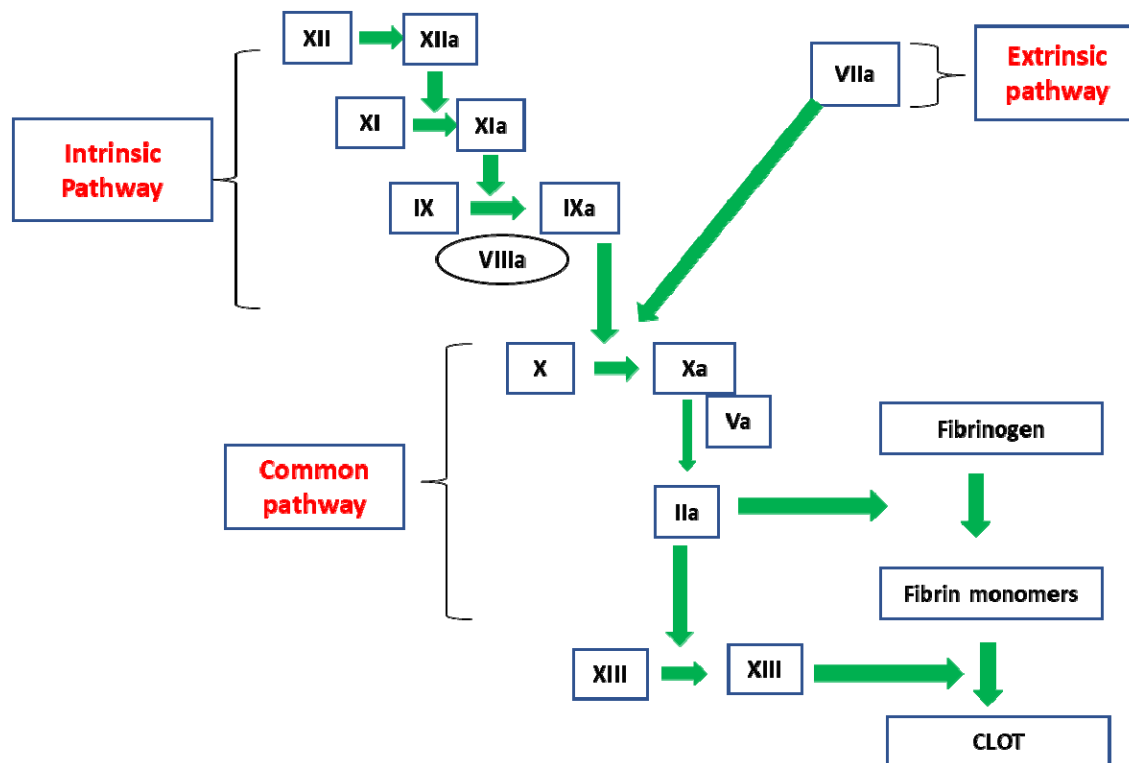 XII
XIIa
VIIa
Extrinsic
pathway
XI
XIa
Intrinsic
Pathway
IX
IXa
VIIIa
X
Xa
Va
Fibrinogen
Common
pathway
IIa
Fibrin monomers
XIII
XIII
CLOT